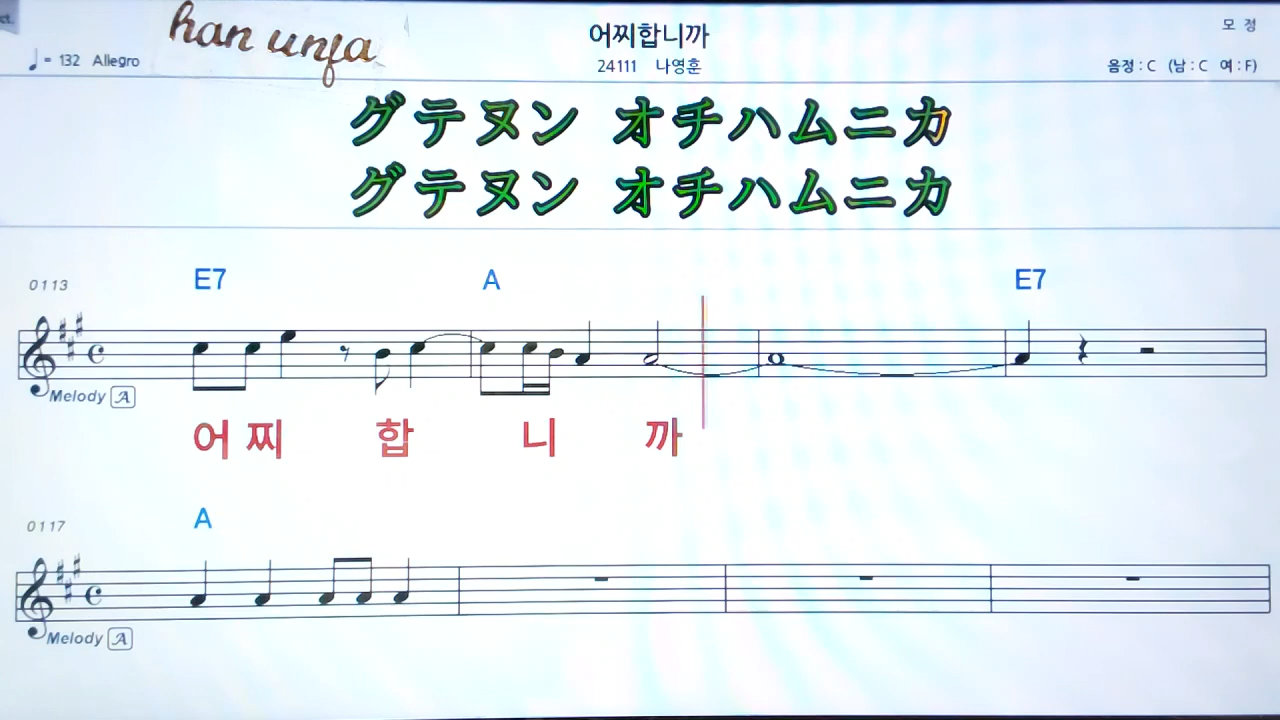 ct.
han unfa
어찌합니까
모 정
♩= 132 Allegro
24111 나영훈
음정 : C (남 : C 여 : F)
グテヌン オチハムニカ
グテヌン オチハムニカ
0113
E7 A E7
Melody A
어 찌 합 니 까
0117
A
Melody A